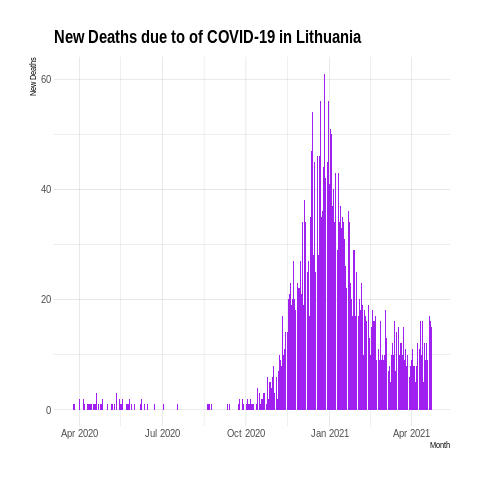 New Deaths due to of COVID-19 in Lithuania
New Deaths
60
40
20
0
Apr 2020 Jul 2020 Oct 2020 Jan 2021 Apr 2021
Month